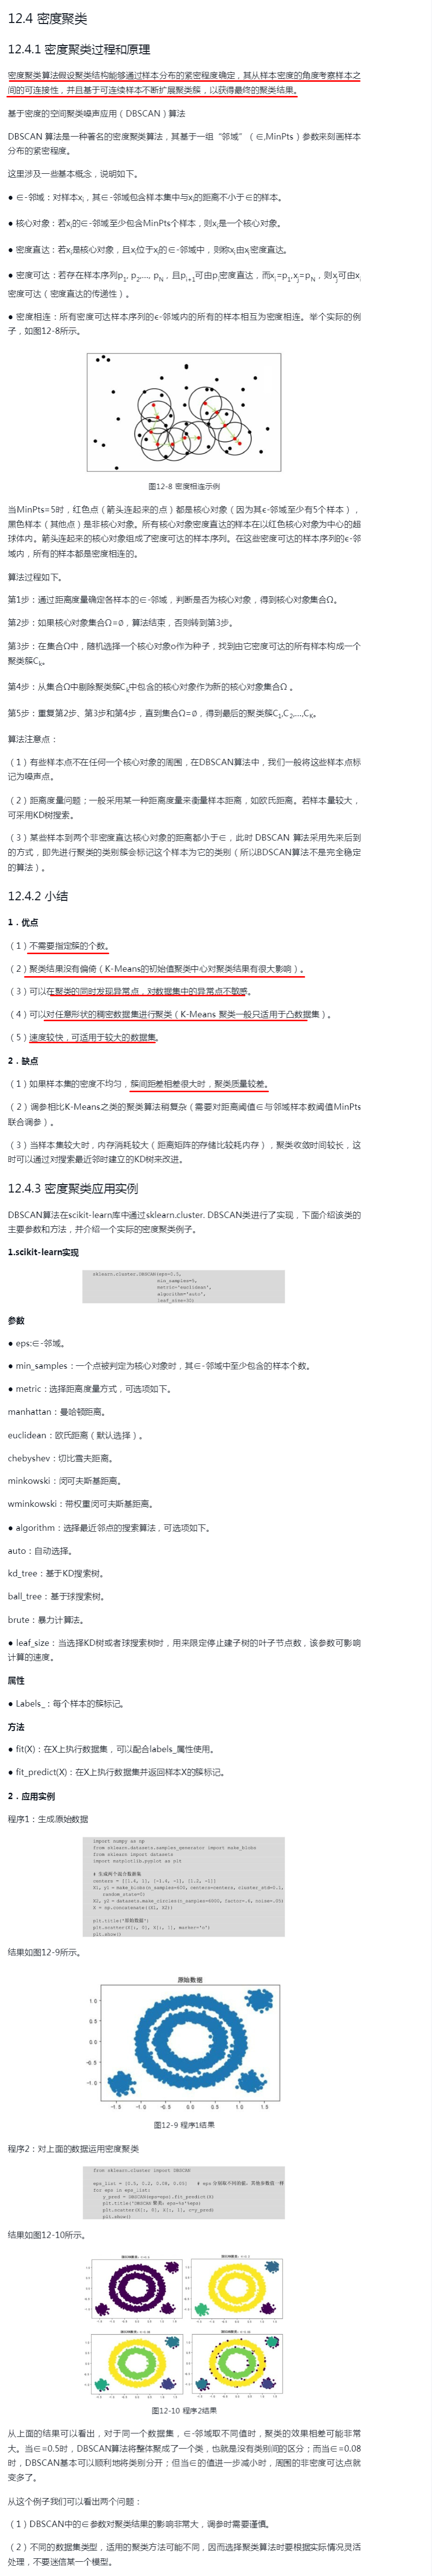 12.4 密度聚类
12.4.1 密度聚类过程和原理
密度聚类算法假设聚类结构能够通过样本分布的紧密程度确定，其从样本密度的角度考察样本之
间的可连接性，并且基于可连续样本不断扩展聚类簇，以获得最终的聚类结果。
基于密度的空间聚类噪声应用（DBSCAN）算法
DBSCAN 算法是一种著名的密度聚类算法，其基于一组“邻域”（∈,MinPts）参数来刻画样本
分布的紧密程度。
这里涉及一些基本概念，说明如下。
● ∈-邻域：对样本xi，其∈-邻域包含样本集中与xi的距离不小于∈的样本。
● 核心对象：若xi的∈-邻域至少包含MinPts个样本，则xi是一个核心对象。
● 密度直达：若xi是核心对象，且xj位于xi的∈-邻域中，则称xj由xi密度直达。
● 密度可达：若存在样本序列p1, p2,…, pN，且pi+1可由pi密度直达，而xi=p1,xj=pN，则xj可由xi
密度可达（密度直达的传递性）。
● 密度相连：所有密度可达样本序列的ϵ-邻域内的所有的样本相互为密度相连。举个实际的例
子，如图12-8所示。
图12-8 密度相连示例
当MinPts=5时，红色点（箭头连起来的点）都是核心对象（因为其ϵ-邻域至少有5个样本），
黑色样本（其他点）是非核心对象。所有核心对象密度直达的样本在以红色核心对象为中心的超
球体内。箭头连起来的核心对象组成了密度可达的样本序列。在这些密度可达的样本序列的ϵ-邻
域内，所有的样本都是密度相连的。
算法过程如下。
第1步：通过距离度量确定各样本的∈-邻域，判断是否为核心对象，得到核心对象集合Ω。
第2步：如果核心对象集合Ω=∅，算法结束，否则转到第3步。
第3步：在集合Ω中，随机选择一个核心对象o作为种子，找到由它密度可达的所有样本构成一个
聚类簇Ck。
第4步：从集合Ω中剔除聚类簇Ck中包含的核心对象作为新的核心对象集合Ω 。
第5步：重复第2步、第3步和第4步，直到集合Ω=∅，得到最后的聚类簇C1,C2,…,CK。
算法注意点：
（1）有些样本点不在任何一个核心对象的周围，在DBSCAN算法中，我们一般将这些样本点标
记为噪声点。
（2）距离度量问题：一般采用某一种距离度量来衡量样本距离，如欧氏距离。若样本量较大，
可采用KD树搜索。
（3）某些样本到两个非密度直达核心对象的距离都小于∈，此时 DBSCAN 算法采用先来后到
的方式，即先进行聚类的类别簇会标记这个样本为它的类别（所以BDSCAN算法不是完全稳定
的算法）。
12.4.2 小结
1．优点
（1）不需要指定簇的个数。
（2）聚类结果没有偏倚（K-Means的初始值聚类中心对聚类结果有很大影响）。
（3）可以在聚类的同时发现异常点，对数据集中的异常点不敏感。
（4）可以对任意形状的稠密数据集进行聚类（K-Means 聚类一般只适用于凸数据集）。
（5）速度较快，可适用于较大的数据集。
2．缺点
（1）如果样本集的密度不均匀，簇间距差相差很大时，聚类质量较差。
（2）调参相比K-Means之类的聚类算法稍复杂（需要对距离阈值∈与邻域样本数阈值MinPts
联合调参）。
（3）当样本集较大时，内存消耗较大（距离矩阵的存储比较耗内存），聚类收敛时间较长，这
时可以通过对搜索最近邻时建立的KD树来改进。
12.4.3 密度聚类应用实例
DBSCAN算法在scikit-learn库中通过sklearn.cluster. DBSCAN类进行了实现，下面介绍该类的
主要参数和方法，并介绍一个实际的密度聚类例子。
1.scikit-learn实现
sklearn.cluster.DBSCAN(eps=0.5,
min_samples=5,
metric='euclidean',
algorithm='auto',
leaf_size=30)
参数
● eps:∈-邻域。
● min_samples：一个点被判定为核心对象时，其∈-邻域中至少包含的样本个数。
● metric：选择距离度量方式，可选项如下。
manhattan：曼哈顿距离。
euclidean：欧氏距离（默认选择）。
chebyshev：切比雪夫距离。
minkowski：闵可夫斯基距离。
wminkowski：带权重闵可夫斯基距离。
● algorithm：选择最近邻点的搜索算法，可选项如下。
auto：自动选择。
kd_tree：基于KD搜索树。
ball_tree：基于球搜索树。
brute：暴力计算法。
● leaf_size：当选择KD树或者球搜索树时，用来限定停止建子树的叶子节点数，该参数可影响
计算的速度。
属性
● Labels_：每个样本的簇标记。
方法
● fit(X)：在X上执行数据集，可以配合labels_属性使用。
● fit_predict(X)：在X上执行数据集并返回样本X的簇标记。
2．应用实例
程序1：生成原始数据
import numpy as np
from sklearn.datasets.samples_generator import make_blobs
from sklearn import datasets
import matplotlib.pyplot as plt
# 生成两个混合数据集
X1, y1 = make_blobs(n_samples=600, centers=centers, cluster_std=0.1,
random_state=0)
X2, y2 = datasets.make_circles(n_samples=6000, factor=.6, noise=.05)
X = np.concatenate((X1, X2))
plt.title("原始数据")
plt.scatter(X[:, 0], X[:, 1], marker='o')
plt.show()
结果如图12-9所示。
原始数据
1.0
0.5
0.0
-0.5
-1.0
-1.5 -1.0 -0.5 0.0 0.5 1.0 1.5
图12-9 程序1结果
程序2：对上面的数据运用密度聚类
from sklearn.cluster import DBSCAN
for eps in eps_list:
y_pred = DBSCAN(eps=eps).fit_predict(X)
plt.scatter(X[:, 0], X[:, 1], c=y_pred)
plt.show()
结果如图12-10所示。
图12-10 程序2结果
从上面的结果可以看出，对于同一个数据集，∈-邻域取不同值时，聚类的效果相差可能非常
大。当∈=0.5时，DBSCAN算法将整体聚成了一个类，也就是没有类别间的区分；而当∈=0.08
时，DBSCAN基本可以顺利地将类别分开；但当∈的值进一步减小时，周围的非密度可达点就
变多了。
从这个例子我们可以看出两个问题：
（1）DBSCAN中的∈参数对聚类结果的影响非常大，调参时需要谨慎。
（2）不同的数据集类型，适用的聚类方法可能不同，因而选择聚类算法时要根据实际情况灵活
处理，不要迷信某一个模型。